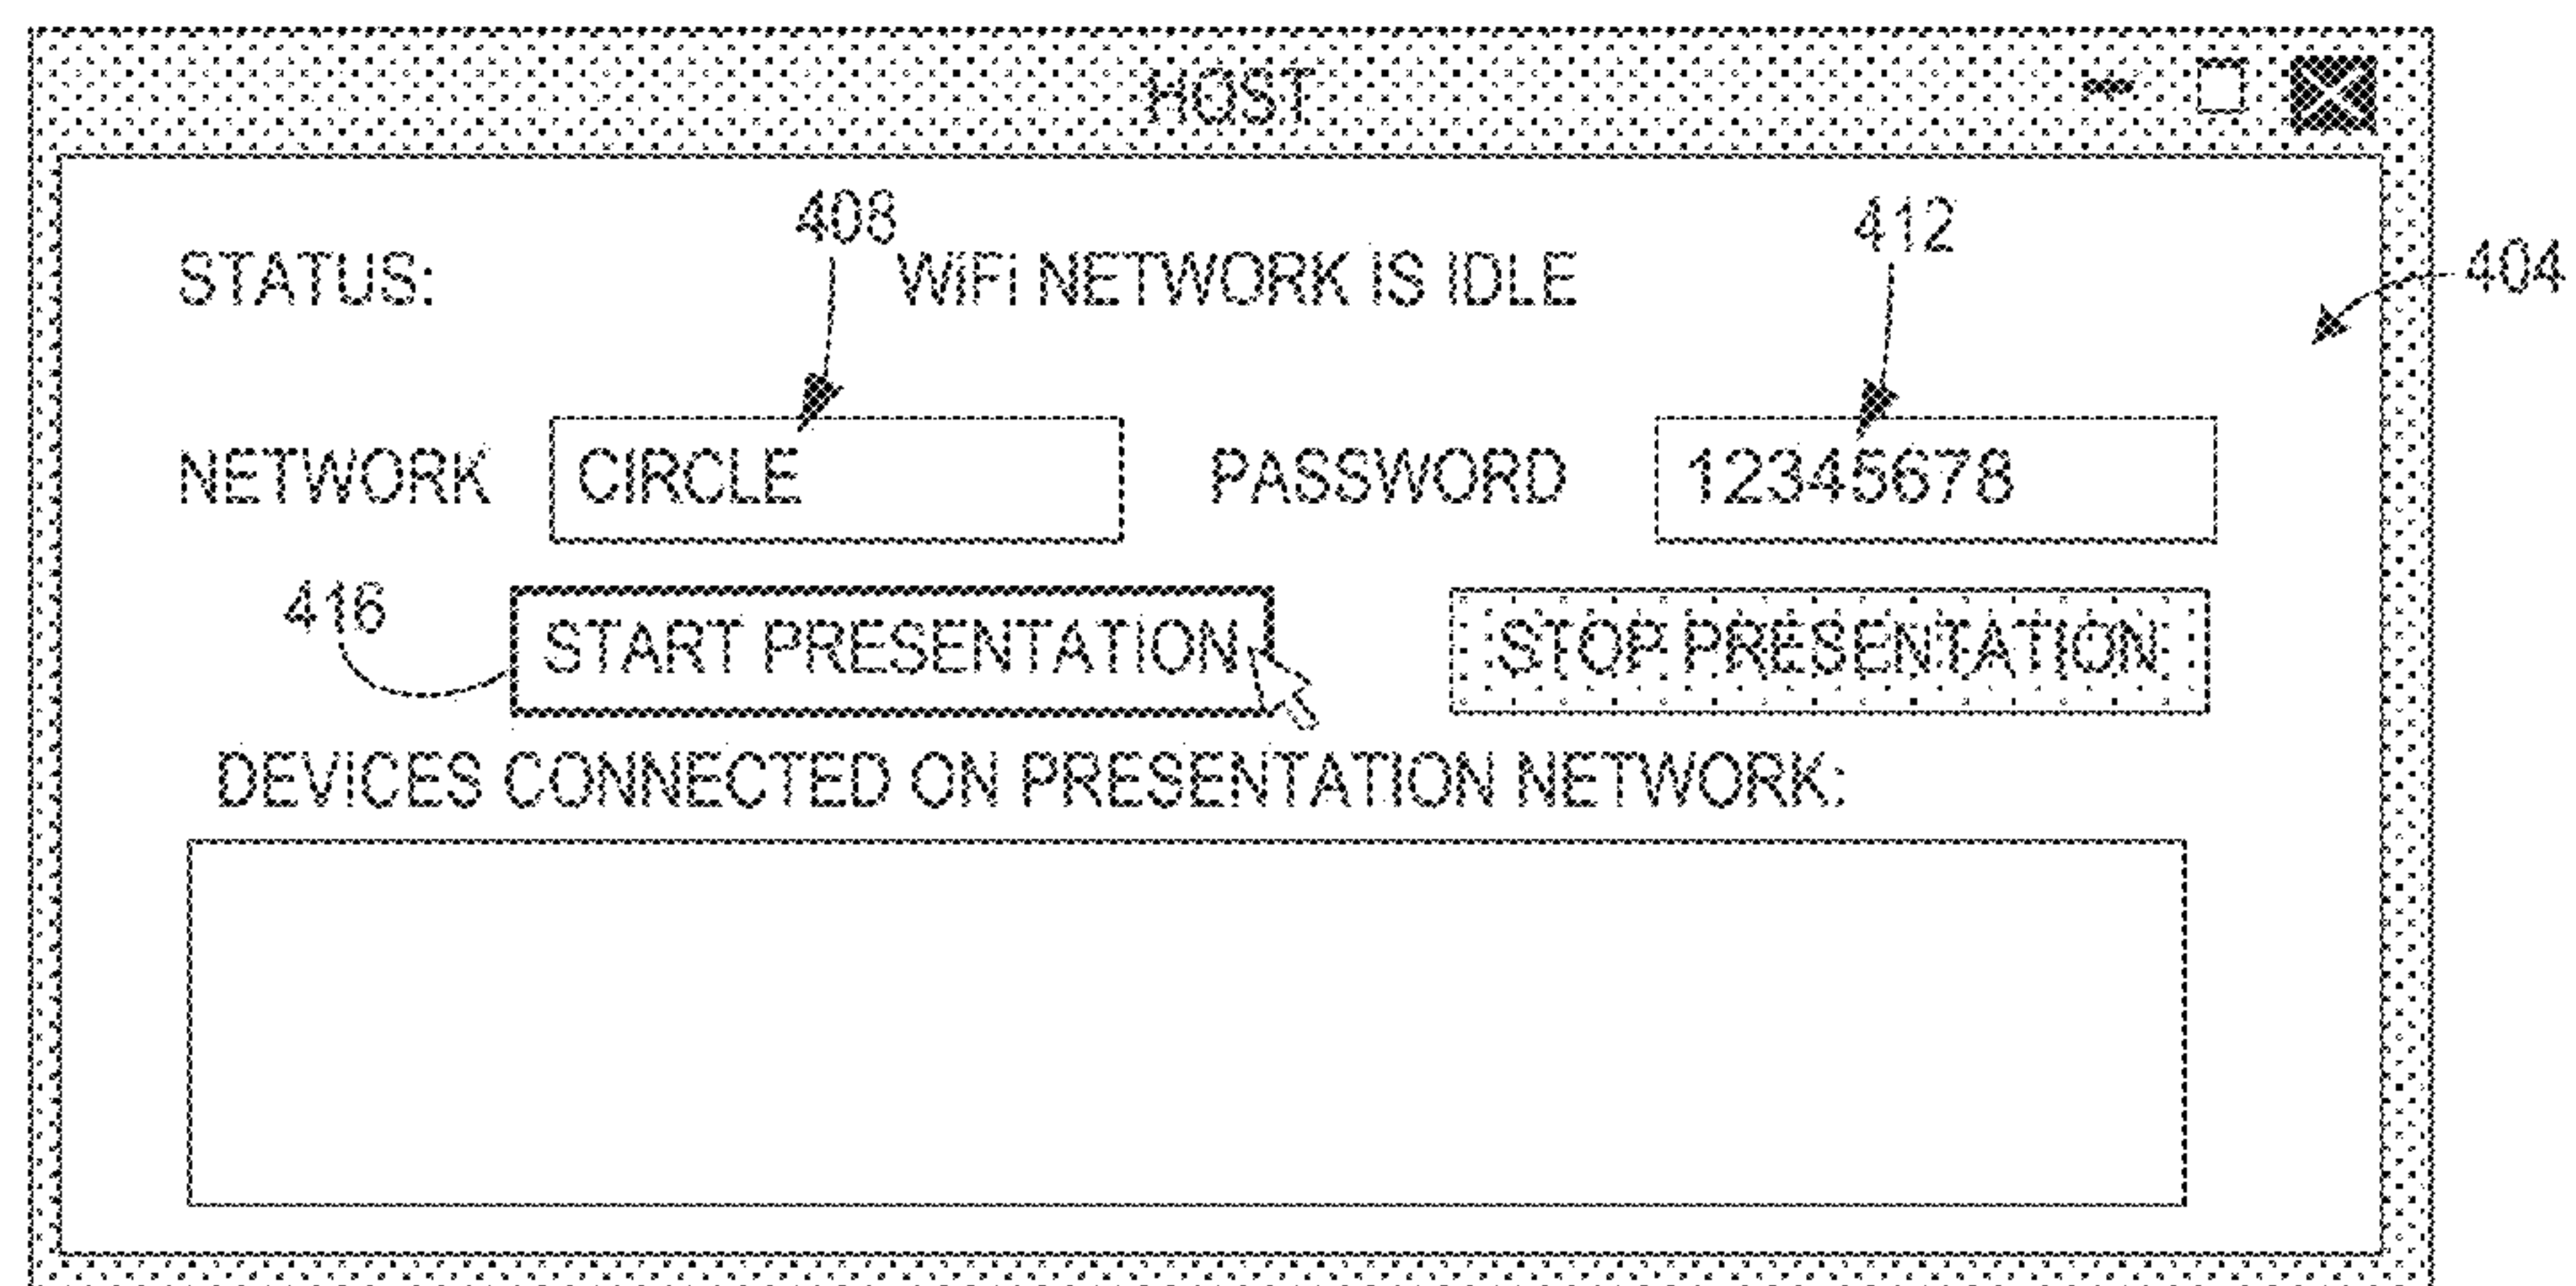 HOST
408
412
STATUS: WiFi NETWORK IS IDLE
404
NETWORK CIRCLE PASSWORD 12345678
416
START PRESENTATION STOP PRESENTATION
DEVICES CONNECTED ON PRESENTATION NETWORK: